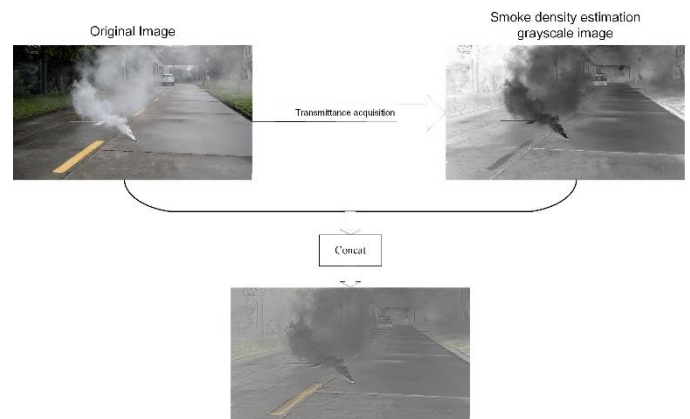 Original Image
Smoke density estimation
grayscale image
Transmittance acquisition
Concat